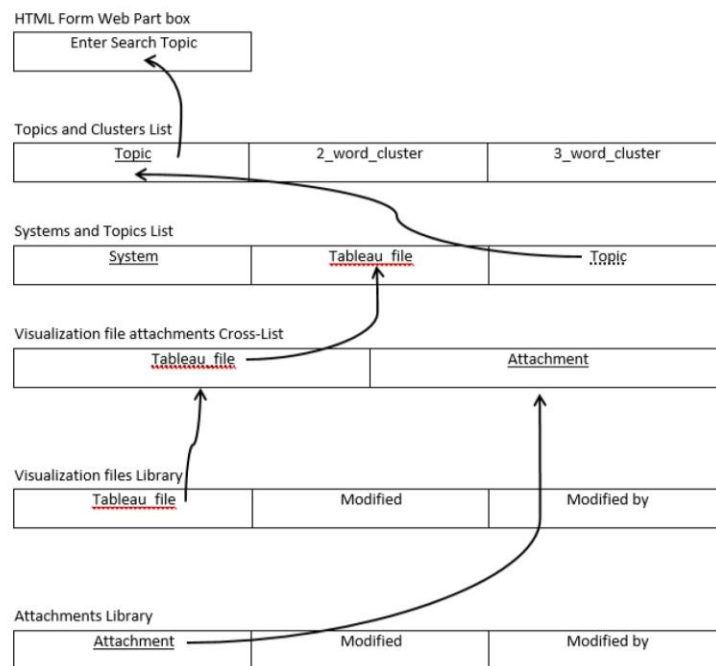 HTML Form Web Part box
Enter Search Topic
Topics and Clusters List
Topic 2_word_cluster 3_word_cluster
Systems and Topics List
System Tableau_file Topic
Visualization file attachments Cross-List
Tableau_file Attachment
Visualization files Library
Tableau_file Modified Modified by
Attachments Library
Attachment Modified Modified by